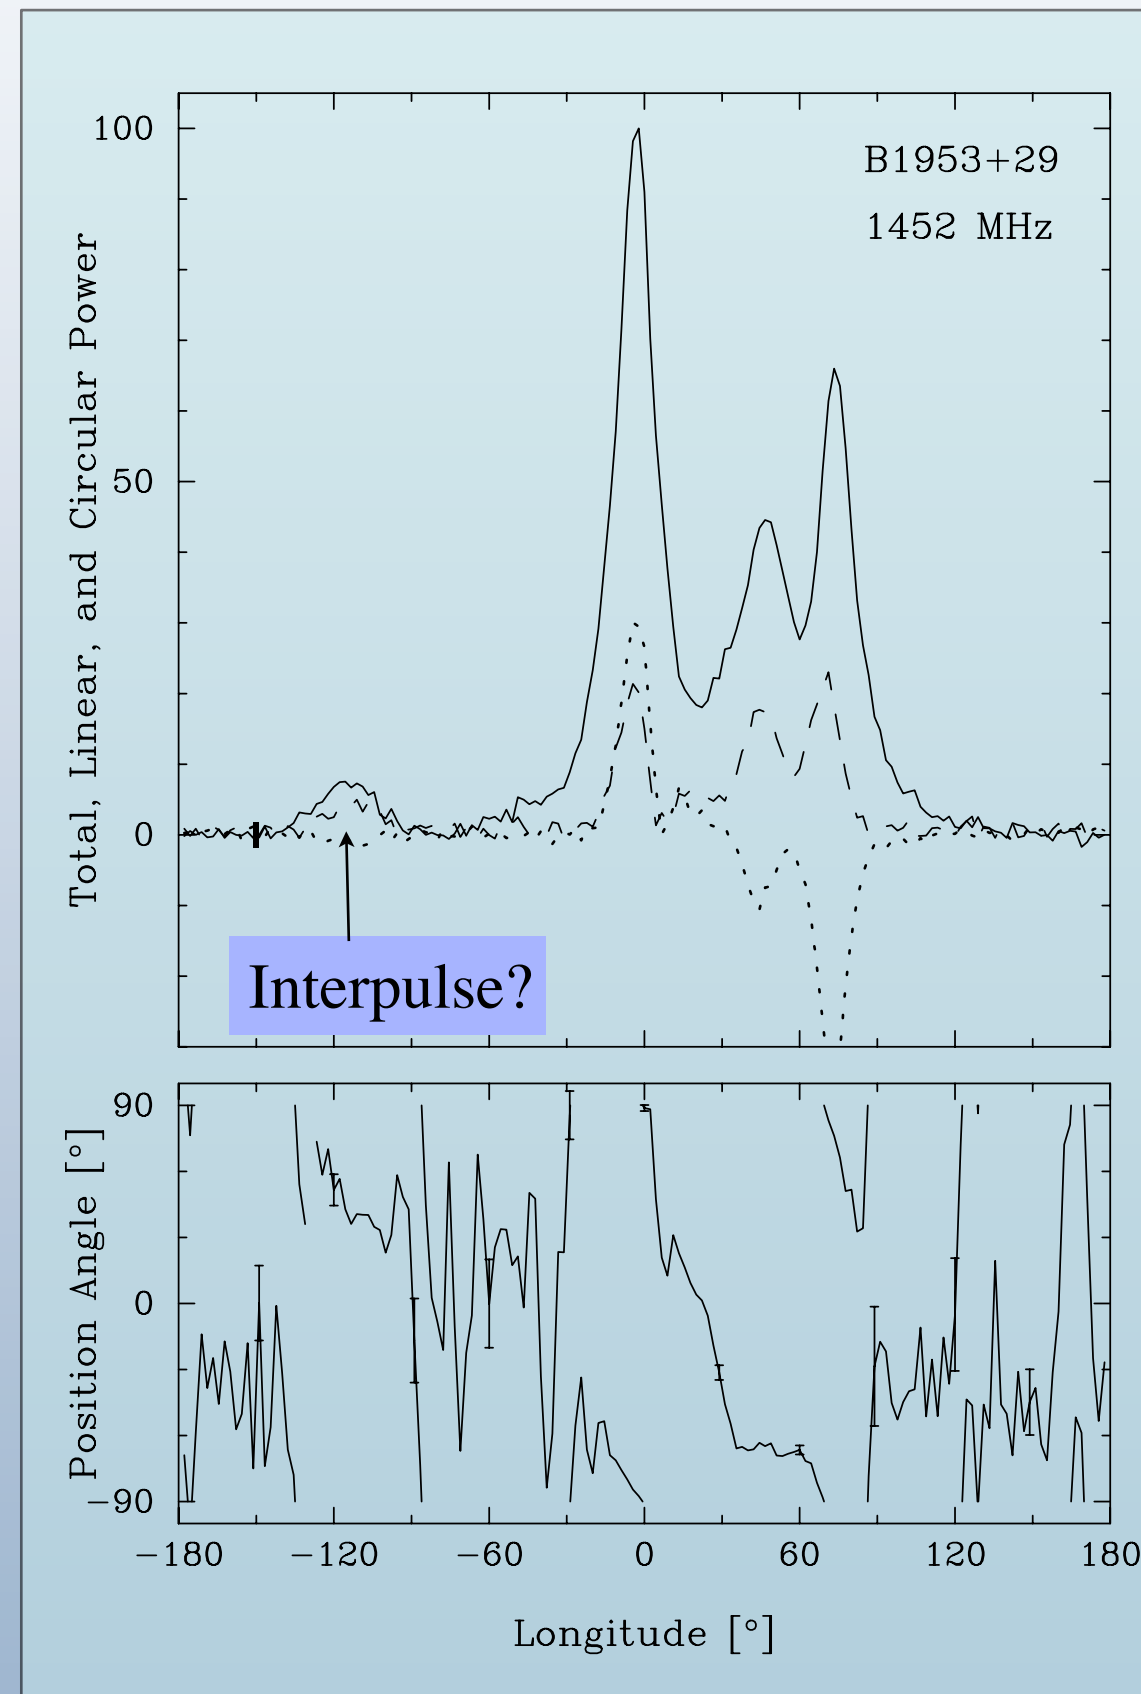 B1953+29
1452 MHz
Total, Linear, and Circular Power
100
50
0
Interpulse?
Position Angle [°]
90
0
−90
−180 −120 −60 0 60 120 180
Longitude [°]